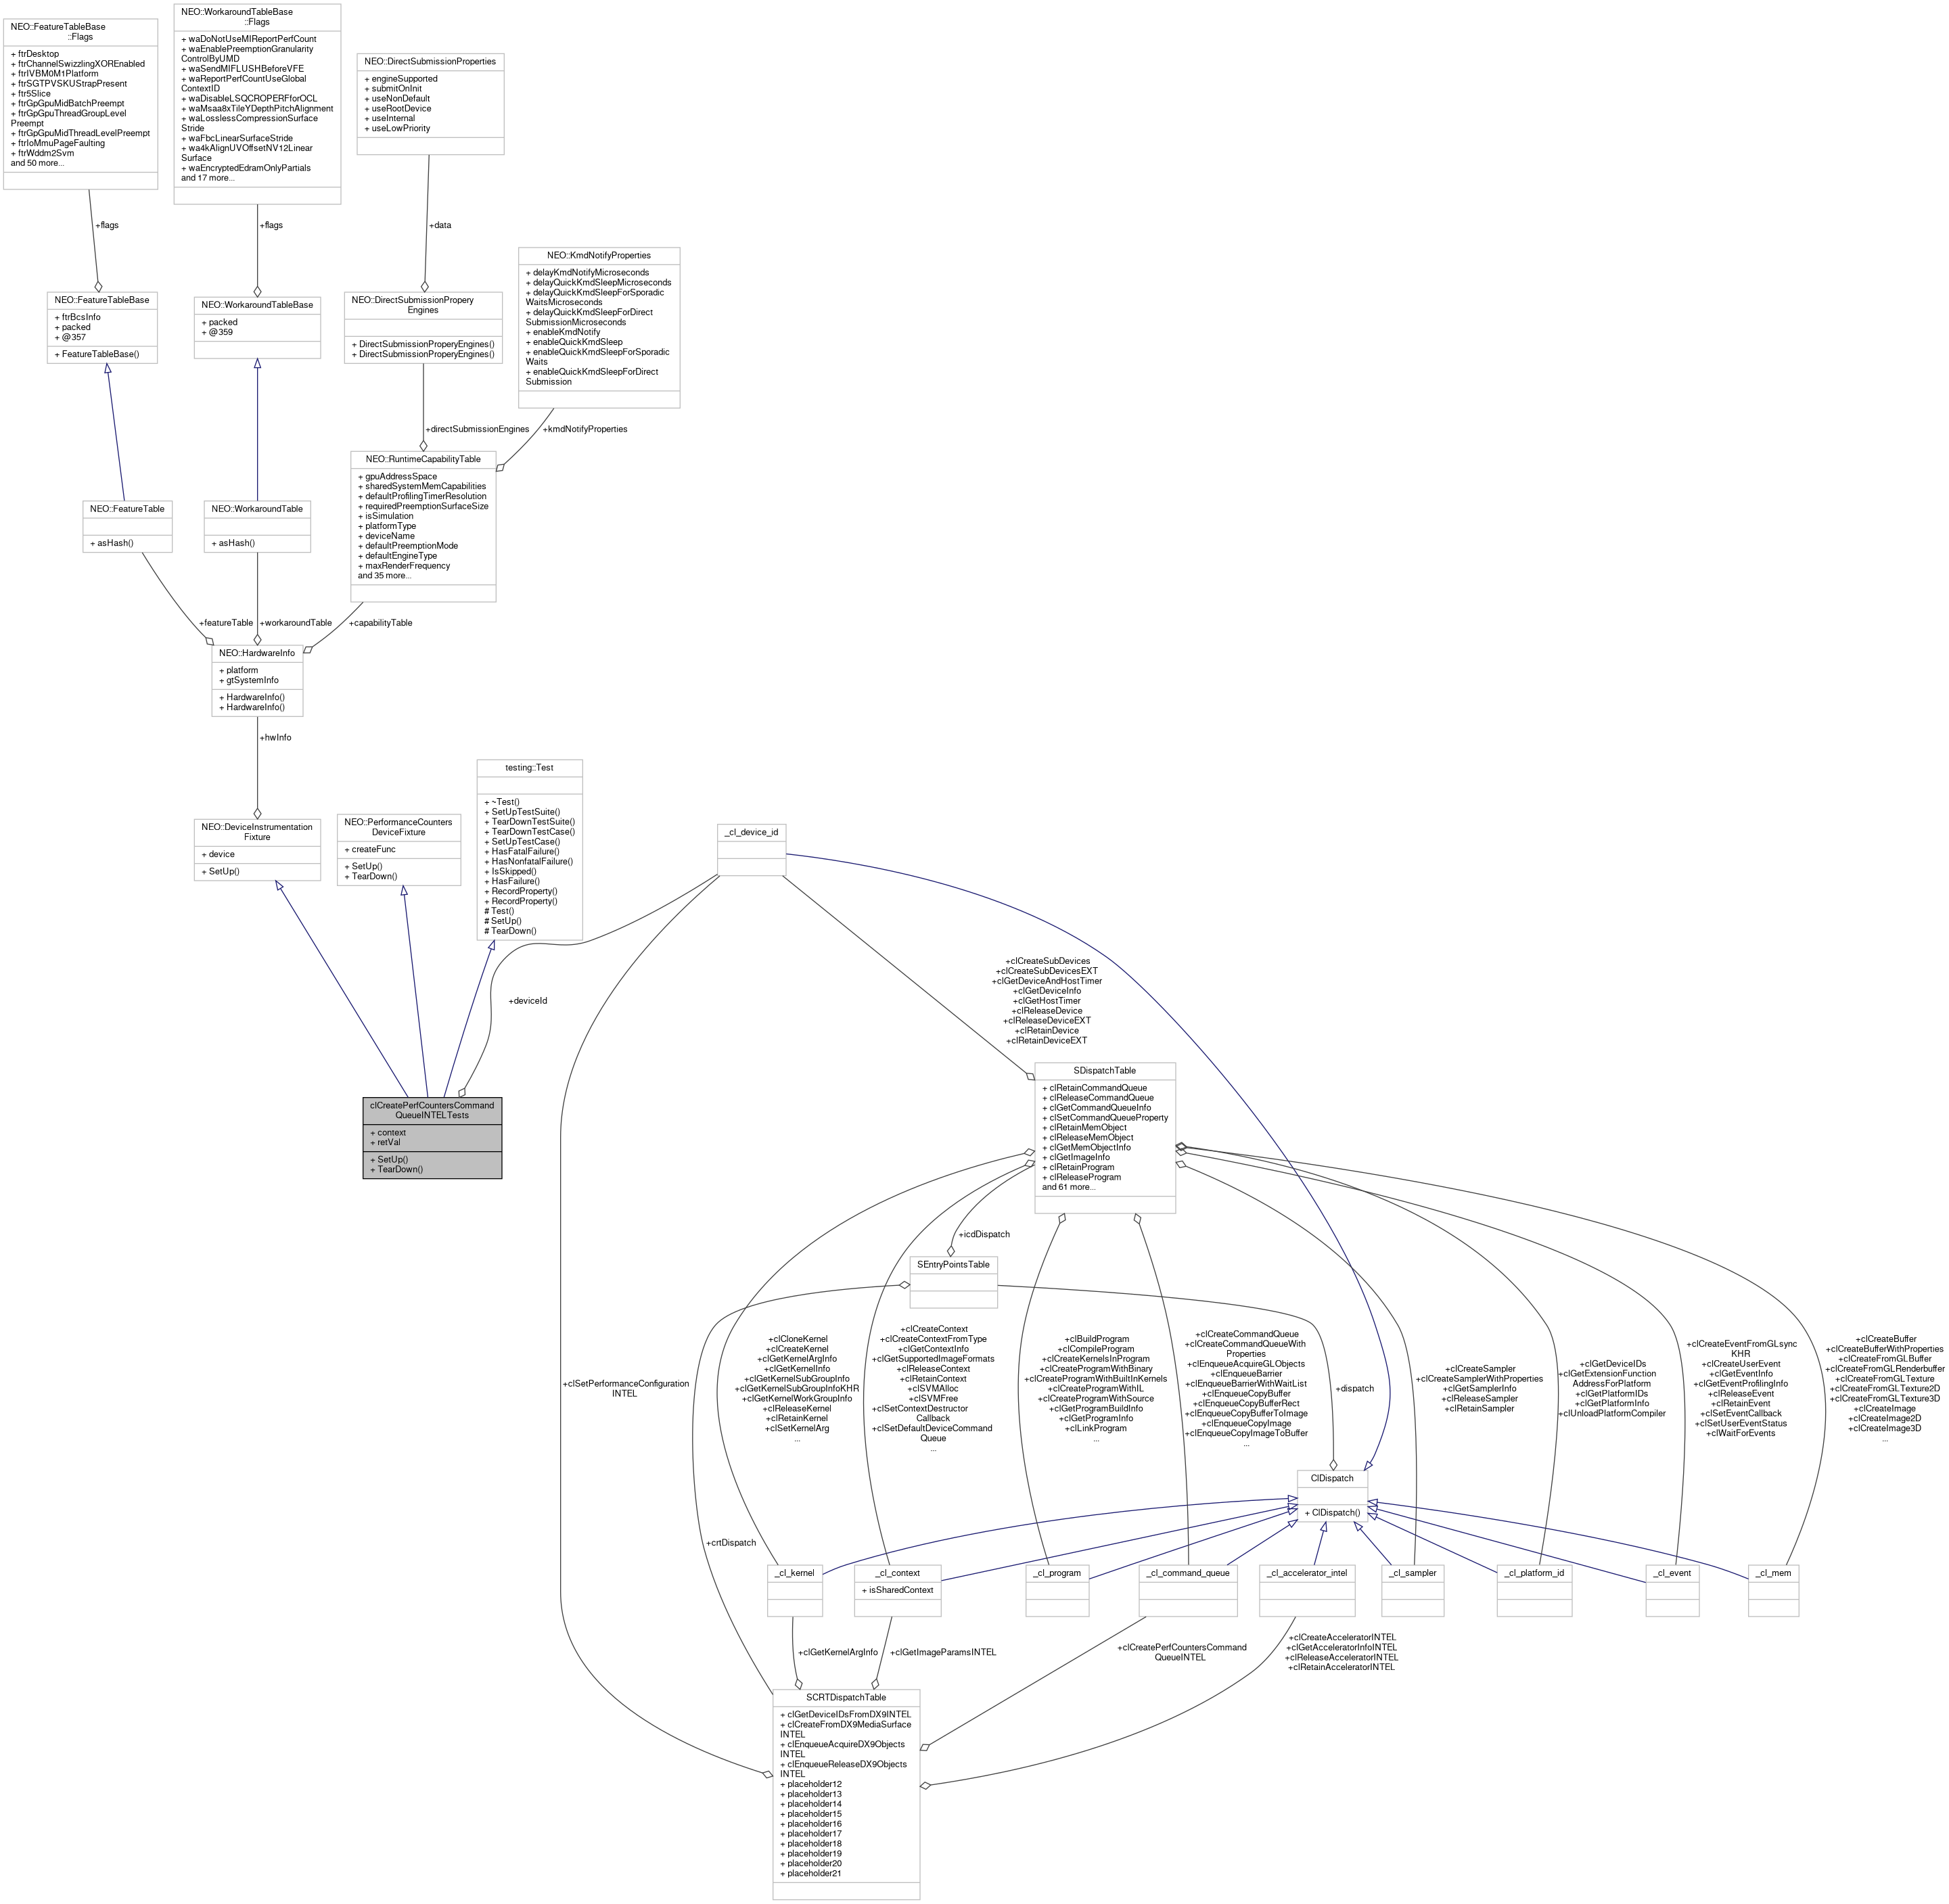 NEO::FeatureTableBase
::Flags
+ ftrDesktop
+ ftrChannelSwizzlingXOREnabled
+ ftrIVBM0M1Platform
+ ftrSGTPVSKUStrapPresent
+ ftr5Slice
+ ftrGpGpuMidBatchPreempt
+ ftrGpGpuThreadGroupLevel
Preempt
+ ftrGpGpuMidThreadLevelPreempt
+ ftrIoMmuPageFaulting
+ ftrWddm2Svm
and 50 more...
NEO::WorkaroundTableBase
::Flags
+ waDoNotUseMIReportPerfCount
+ waEnablePreemptionGranularity
ControlByUMD
+ waSendMIFLUSHBeforeVFE
+ waReportPerfCountUseGlobal
ContextID
+ waDisableLSQCROPERFforOCL
+ waMsaa8xTileYDepthPitchAlignment
+ waLosslessCompressionSurface
Stride
+ waFbcLinearSurfaceStride
+ wa4kAlignUVOffsetNV12Linear
Surface
+ waEncryptedEdramOnlyPartials
and 17 more...
NEO::DirectSubmissionProperties
+ engineSupported
+ submitOnInit
+ useNonDefault
+ useRootDevice
+ useInternal
+ useLowPriority
+flags
+flags
+data
NEO::KmdNotifyProperties
+ delayKmdNotifyMicroseconds
+ delayQuickKmdSleepMicroseconds
+ delayQuickKmdSleepForSporadic
WaitsMicroseconds
+ delayQuickKmdSleepForDirect
SubmissionMicroseconds
+ enableKmdNotify
+ enableQuickKmdSleep
+ enableQuickKmdSleepForSporadic
Waits
+ enableQuickKmdSleepForDirect
Submission
NEO::FeatureTableBase
+ ftrBcsInfo
+ packed
+ @357
+ FeatureTableBase()
NEO::WorkaroundTableBase
+ packed
+ @359
NEO::DirectSubmissionPropery
Engines
+ DirectSubmissionProperyEngines()
+ DirectSubmissionProperyEngines()
+directSubmissionEngines
+kmdNotifyProperties
NEO::RuntimeCapabilityTable
+ gpuAddressSpace
+ sharedSystemMemCapabilities
+ defaultProfilingTimerResolution
+ requiredPreemptionSurfaceSize
+ isSimulation
+ platformType
+ deviceName
+ defaultPreemptionMode
+ defaultEngineType
+ maxRenderFrequency
and 35 more...
NEO::FeatureTable
+ asHash()
NEO::WorkaroundTable
+ asHash()
+featureTable
+workaroundTable
+capabilityTable
NEO::HardwareInfo
+ platform
+ gtSystemInfo
+ HardwareInfo()
+ HardwareInfo()
+hwInfo
NEO::DeviceInstrumentation
Fixture
+ device
+ SetUp()
NEO::PerformanceCounters
DeviceFixture
+ createFunc
+ SetUp()
+ TearDown()
testing::Test
+ ~Test()
+ SetUpTestSuite()
+ TearDownTestSuite()
+ TearDownTestCase()
+ SetUpTestCase()
+ HasFatalFailure()
+ HasNonfatalFailure()
+ IsSkipped()
+ HasFailure()
+ RecordProperty()
+ RecordProperty()
# Test()
# SetUp()
# TearDown()
_cl_device_id
+deviceId
+clCreateSubDevices
+clCreateSubDevicesEXT
+clGetDeviceAndHostTimer
+clGetDeviceInfo
+clGetHostTimer
+clReleaseDevice
+clReleaseDeviceEXT
+clRetainDevice
+clRetainDeviceEXT
clCreatePerfCountersCommand
QueueINTELTests
+ context
+ retVal
+ SetUp()
+ TearDown()
SDispatchTable
+ clRetainCommandQueue
+ clReleaseCommandQueue
+ clGetCommandQueueInfo
+ clSetCommandQueueProperty
+ clRetainMemObject
+ clReleaseMemObject
+ clGetMemObjectInfo
+ clGetImageInfo
+ clRetainProgram
+ clReleaseProgram
and 61 more...
+icdDispatch
SEntryPointsTable
+clSetPerformanceConfiguration
INTEL
+clCloneKernel
+clCreateKernel
+clGetKernelArgInfo
+clGetKernelInfo
+clGetKernelSubGroupInfo
+clGetKernelSubGroupInfoKHR
+clGetKernelWorkGroupInfo
+clReleaseKernel
+clRetainKernel
+clSetKernelArg
...
+clCreateContext
+clCreateContextFromType
+clGetContextInfo
+clGetSupportedImageFormats
+clReleaseContext
+clRetainContext
+clSVMAlloc
+clSVMFree
+clSetContextDestructor
Callback
+clSetDefaultDeviceCommand
Queue
...
+clBuildProgram
+clCompileProgram
+clCreateKernelsInProgram
+clCreateProgramWithBinary
+clCreateProgramWithBuiltInKernels
+clCreateProgramWithIL
+clCreateProgramWithSource
+clGetProgramBuildInfo
+clGetProgramInfo
+clLinkProgram
...
+clCreateCommandQueue
+clCreateCommandQueueWith
Properties
+clEnqueueAcquireGLObjects
+clEnqueueBarrier
+clEnqueueBarrierWithWaitList
+clEnqueueCopyBuffer
+clEnqueueCopyBufferRect
+clEnqueueCopyBufferToImage
+clEnqueueCopyImage
+clEnqueueCopyImageToBuffer
...
+dispatch
+clCreateSampler
+clCreateSamplerWithProperties
+clGetSamplerInfo
+clReleaseSampler
+clRetainSampler
+clGetDeviceIDs
+clGetExtensionFunction
AddressForPlatform
+clGetPlatformIDs
+clGetPlatformInfo
+clUnloadPlatformCompiler
+clCreateEventFromGLsync
KHR
+clCreateUserEvent
+clGetEventInfo
+clGetEventProfilingInfo
+clReleaseEvent
+clRetainEvent
+clSetEventCallback
+clSetUserEventStatus
+clWaitForEvents
+clCreateBuffer
+clCreateBufferWithProperties
+clCreateFromGLBuffer
+clCreateFromGLRenderbuffer
+clCreateFromGLTexture
+clCreateFromGLTexture2D
+clCreateFromGLTexture3D
+clCreateImage
+clCreateImage2D
+clCreateImage3D
...
ClDispatch
+ ClDispatch()
+crtDispatch
_cl_kernel
_cl_context
+ isSharedContext
_cl_program
_cl_command_queue
_cl_accelerator_intel
_cl_sampler
_cl_platform_id
_cl_event
_cl_mem
+clGetKernelArgInfo
+clGetImageParamsINTEL
+clCreatePerfCountersCommand
QueueINTEL
+clCreateAcceleratorINTEL
+clGetAcceleratorInfoINTEL
+clReleaseAcceleratorINTEL
+clRetainAcceleratorINTEL
SCRTDispatchTable
+ clGetDeviceIDsFromDX9INTEL
+ clCreateFromDX9MediaSurface
INTEL
+ clEnqueueAcquireDX9Objects
INTEL
+ clEnqueueReleaseDX9Objects
INTEL
+ placeholder12
+ placeholder13
+ placeholder14
+ placeholder15
+ placeholder16
+ placeholder17
+ placeholder18
+ placeholder19
+ placeholder20
+ placeholder21